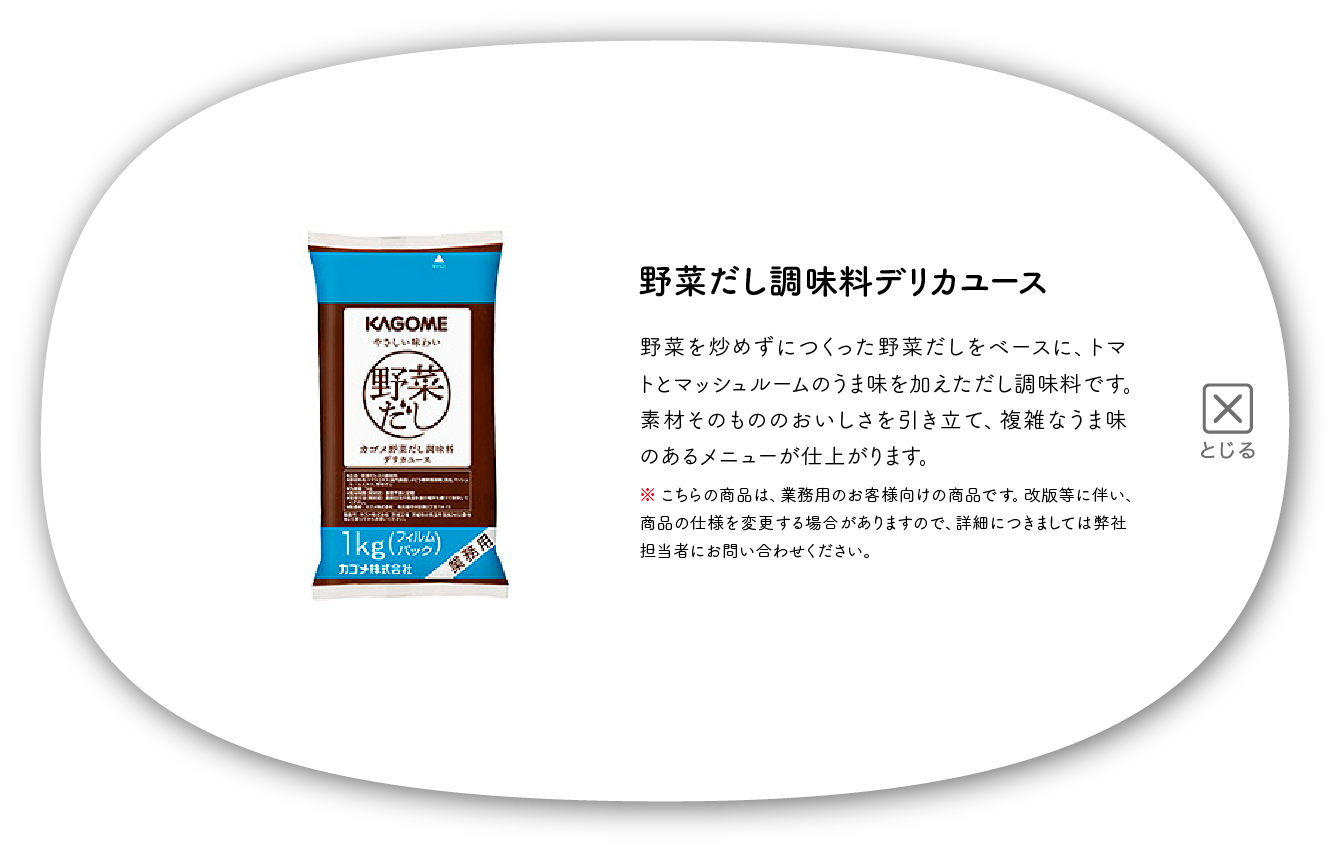 KAGOME
やさしい味わい
野菜
だし
カゴメ野菜だし調味料
デリカユース
1kg(フィルムパック)
業務用
カゴメ株式会社
野菜だし調味料デリカユース
野菜を炒めずにつくった野菜だしをベースに、トマ
トとマッシュルームのうま味を加えただし調味料です。
素材そのもののおいしさを引き立て、複雑なうま味
のあるメニューが仕上がります。
※ こちらの商品は、業務用のお客様向けの商品です。改版等に伴い、
商品の仕様を変更する場合がありますので、詳細につきましては弊社
担当者にお問い合わせください。
とじる